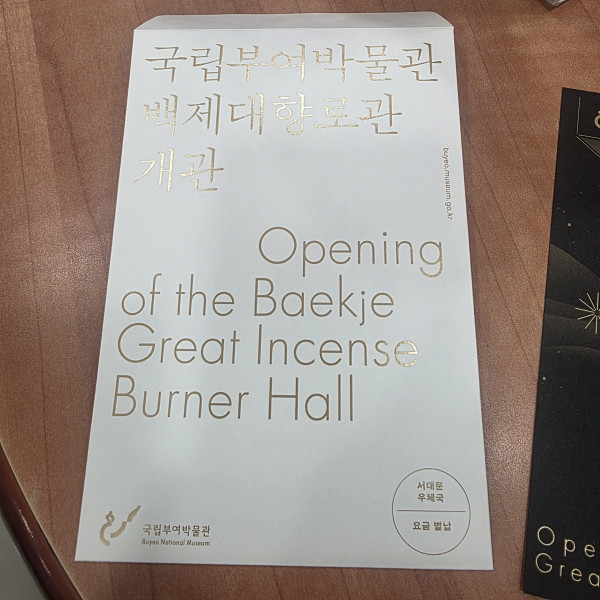 국립부여박물관
백제대향로관
개관
buyeo.museum.go.kr
Opening
of the Baekje
Great Incense
Burner Hall
서대문
우체국
요금 별납
국립부여박물관
Buyeo National Museum